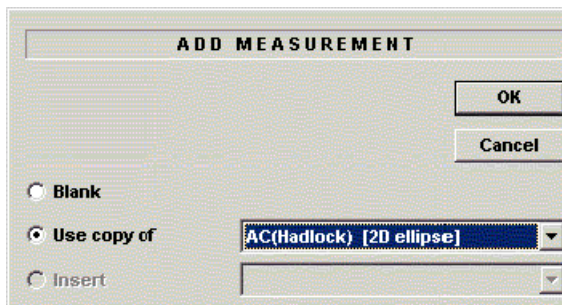 ADD MEASUREMENT
OK
Cancel
Blank
Use copy of AC(Hadlock) [2D ellipse]
Insert